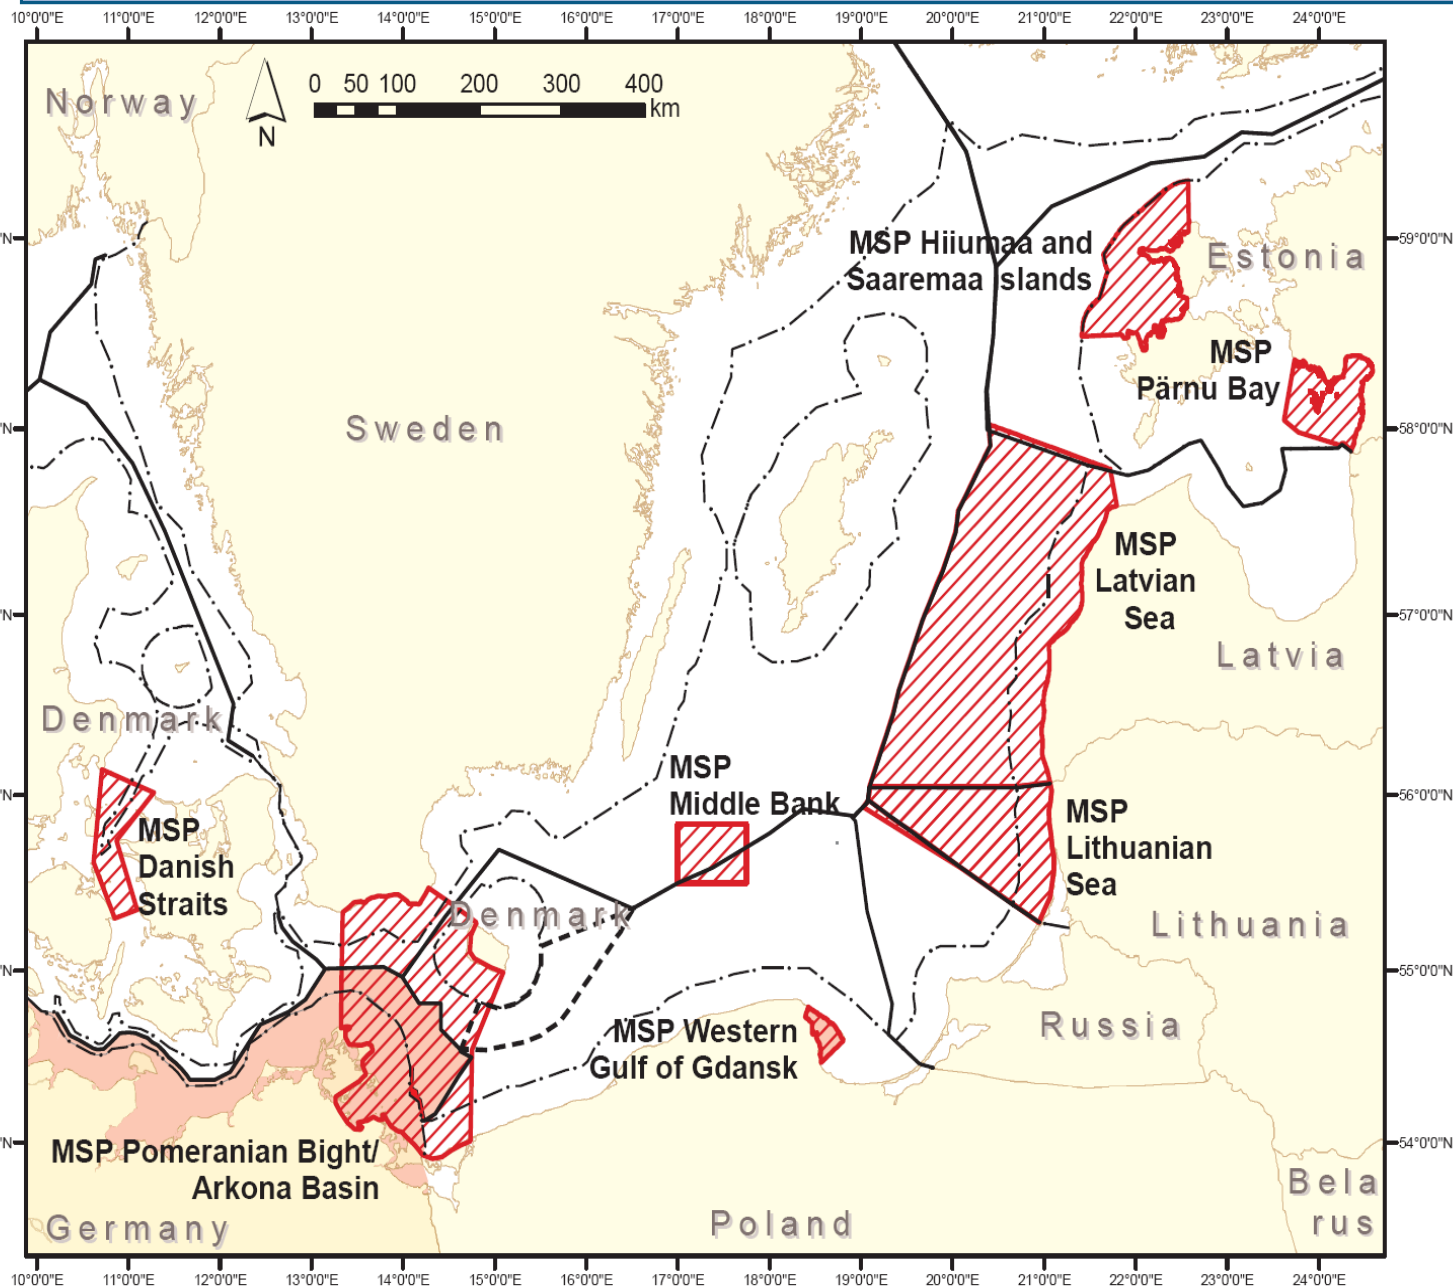 10°0'0"E 11°0'0"E 12°0'0"E 13°0'0"E 14°0'0"E 15°0'0"E 16°0'0"E 17°0'0"E 18°0'0"E 19°0'0"E 20°0'0"E 21°0'0"E 22°0'0"E 23°0'0"E 24°0'0"E
0 50 100 200 300 400
km
N
Norway
MSP Hiiumaa and
Saaremaa Islands
"N
59°0'0"N
Estonia
MSP
Pärnu Bay
Sweden
"N
58°0'0"N
MSP
Latvian
Sea
"N
57°0'0"N
Latvia
Denmark
MSP
Middle Bank
"N
56°0'0"N
MSP
Danish
Straits
MSP
Lithuanian
Sea
Denmark
Lithuania
"N
55°0'0"N
MSP Western
Gulf of Gdansk
Russia
"N
54°0'0"N
MSP Pomeranian Bight/
Arkona Basin
Germany
Poland
Bela
rus
10°0'0"E 11°0'0"E 12°0'0"E 13°0'0"E 14°0'0"E 15°0'0"E 16°0'0"E 17°0'0"E 18°0'0"E 19°0'0"E 20°0'0"E 21°0'0"E 22°0'0"E 23°0'0"E 24°0'0"E